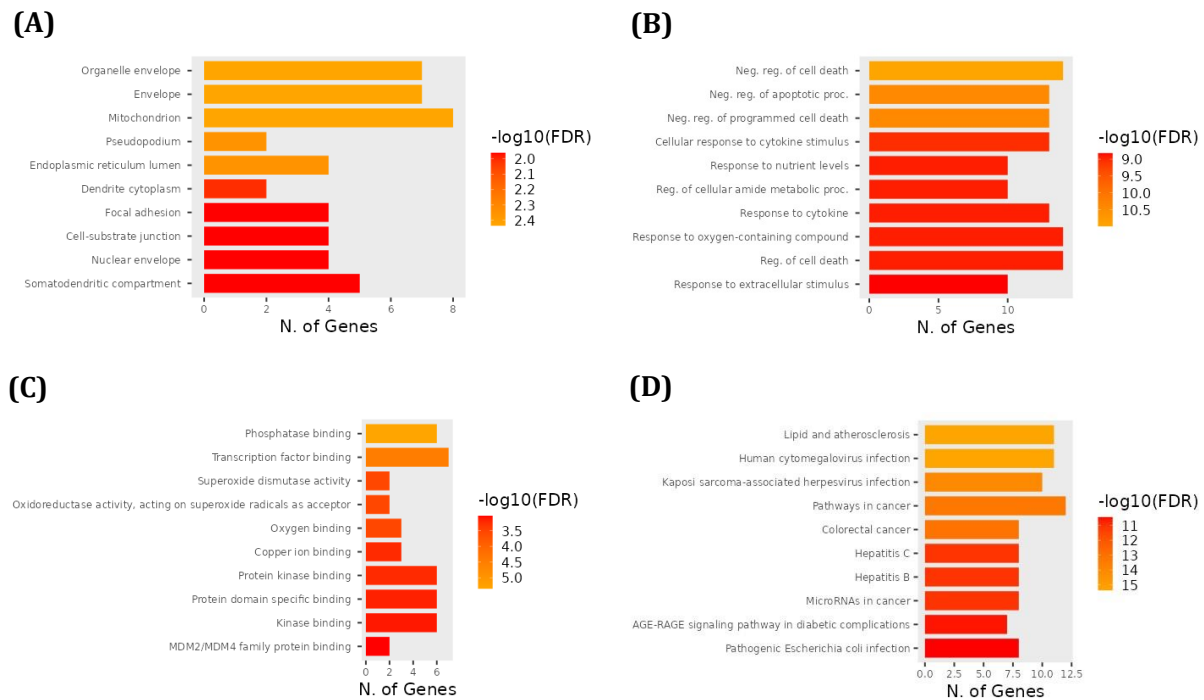 (A)
Organelle envelope
Envelope
Mitochondrion
Pseudopodium
Endoplasmic reticulum lumen
Dendrite cytoplasm
Focal adhesion
Cell-substrate junction
Nuclear envelope
Somatodendritic compartment
0 2 4 6 8
N. of Genes
-log10(FDR)
2.0
2.1
2.2
2.3
2.4
(B)
Neg. reg. of cell death
Neg. reg. of apoptotic proc.
Neg. reg. of programmed cell death
Cellular response to cytokine stimulus
Response to nutrient levels
Reg. of cellular amide metabolic proc.
Response to cytokine
Response to oxygen-containing compound
Reg. of cell death
Response to extracellular stimulus
0 5 10
N. of Genes
-log10(FDR)
9.0
9.5
10.0
10.5
(C)
Phosphatase binding
Transcription factor binding
Superoxide dismutase activity
Oxidoreductase activity, acting on superoxide radicals as acceptor
Oxygen binding
Copper ion binding
Protein kinase binding
Protein domain specific binding
Kinase binding
MDM2/MDM4 family protein binding
0 2 4 6
N. of Genes
-log10(FDR)
3.5
4.0
4.5
5.0
(D)
Lipid and atherosclerosis
Human cytomegalovirus infection
Kaposi sarcoma-associated herpesvirus infection
Pathways in cancer
Colorectal cancer
Hepatitis C
Hepatitis B
MicroRNAs in cancer
AGE-RAGE signaling pathway in diabetic complications
Pathogenic Escherichia coli infection
0.0 2.5 5.0 7.5 10.0 12.5
N. of Genes
-log10(FDR)
11
12
13
14
15